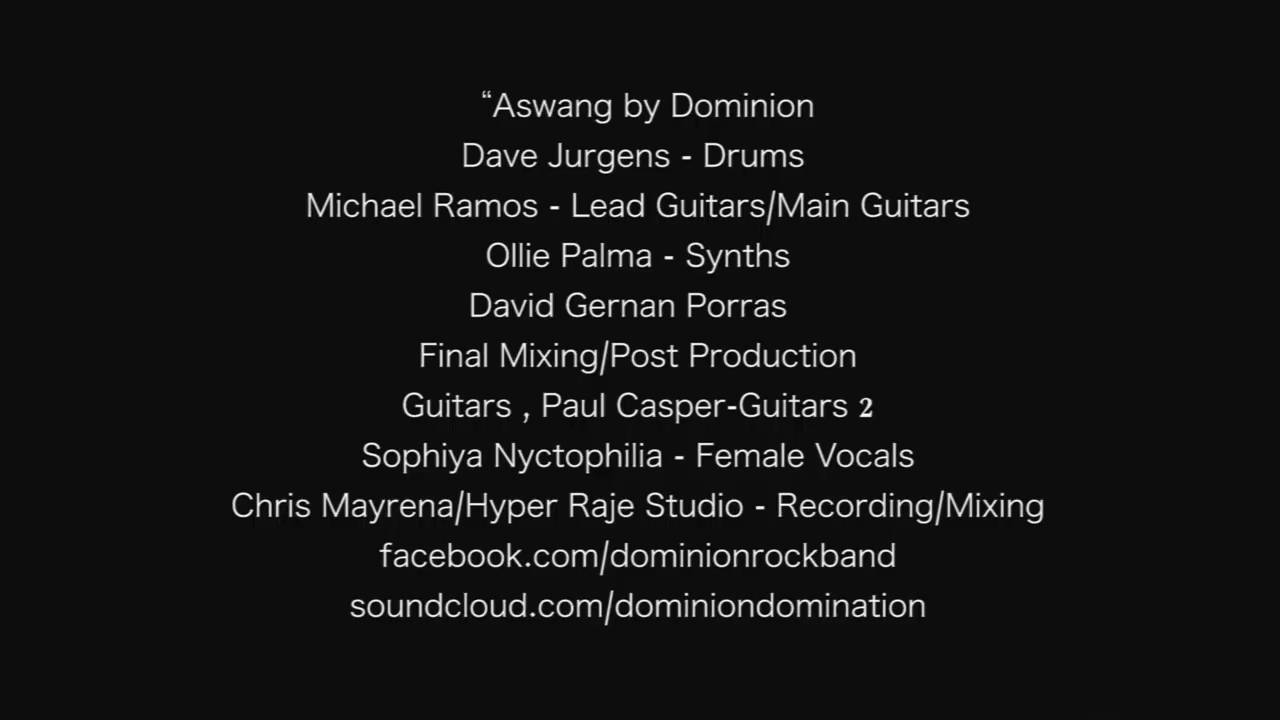 “Aswang by Dominion
Dave Jurgens - Drums
Michael Ramos - Lead Guitars/Main Guitars
Ollie Palma - Synths
David Gernan Porras
Final Mixing/Post Production
Guitars , Paul Casper-Guitars 2
Sophiya Nyctophilia - Female Vocals
Chris Mayrena/Hyper Raje Studio - Recording/Mixing
facebook.com/dominionrockband
soundcloud.com/dominiondomination